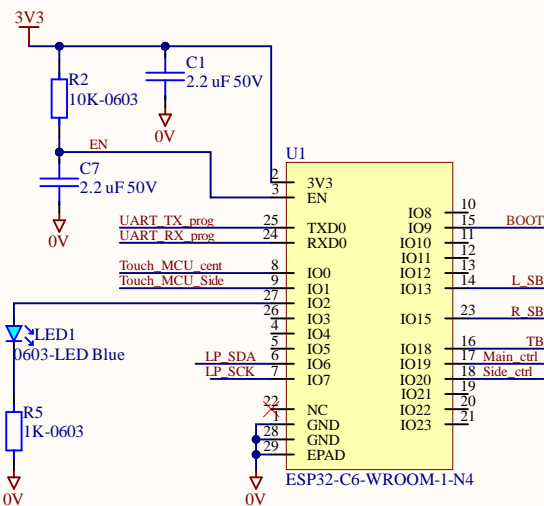 3V3
C1
2.2 uF 50V
R2
10K-0603
0V
EN
C7
2.2 uF 50V
0V
U1
2 3V3
3 EN
UART_TX_prog 25 TXD0
UART_RX_prog 24 RXD0
Touch_MCU_cent 8 IO0
Touch_MCU_Side 9 IO1
27 IO2
26 IO3
4 IO4
5 IO5
LP_SDA 6 IO6
LP_SCK 7 IO7
22 NC
1 GND
28 GND
29 EPAD
IO8 10
IO9 15 BOOT
IO10 11
IO11 12
IO12 13
IO13 14 L_SB
IO15 23 R_SB
IO18 16 TB
IO19 17 Main_ctrl
IO20 18 Side_ctrl
IO21 19
IO22 20
IO23 21
LED1
0603-LED Blue
R5
1K-0603
0V
0V
ESP32-C6-WROOM-1-N4